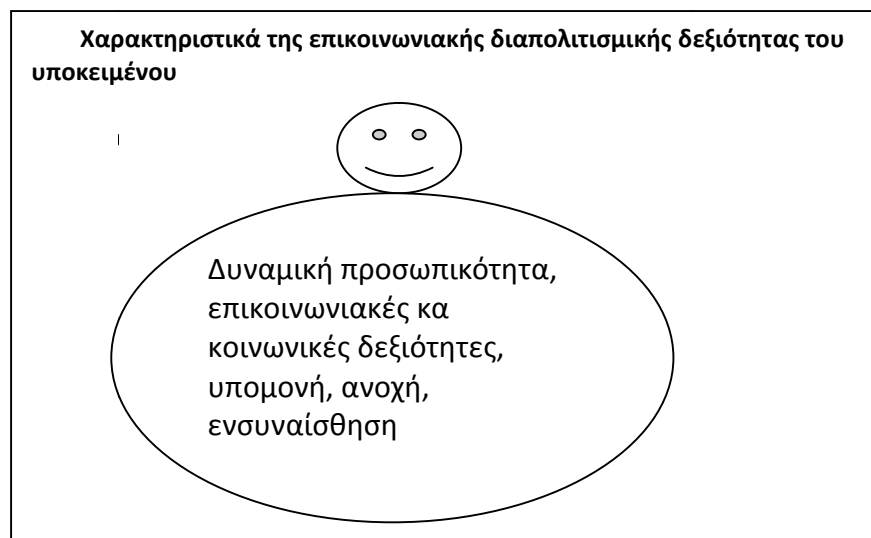 Χαρακτηριστικά της επικοινωνιακής διαπολιτισμικής δεξιότητας του
υποκειμένου
Δυναμική προσωπικότητα,
επικοινωνιακές κα
κοινωνικές δεξιότητες,
υπομονή, ανοχή,
ενσυναίσθηση